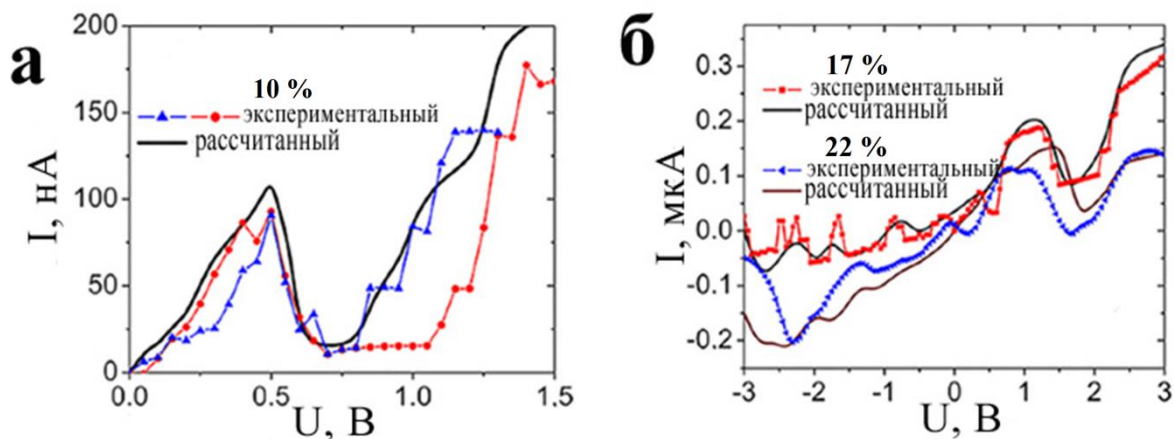 а
10 %
экспериментальный
рассчитанный
I, нА
200
150
100
50
0
0.0 0.5 1.0 1.5
U, В
б
17 %
экспериментальный
рассчитанный
22 %
экспериментальный
рассчитанный
I, мкА
0.3
0.2
0.1
0.0
-0.1
-0.2
-3 -2 -1 0 1 2 3
U, В